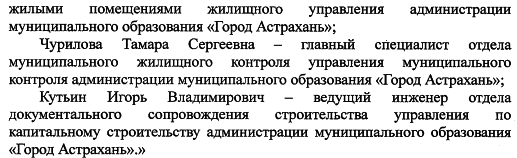 жилыми помещениями жилищного управления администрации
муниципального образования «Город Астрахань»;
Чурилова Тамара Сергеевна – главный специалист отдела
муниципального жилищного контроля управления муниципального
контроля администрации муниципального образования «Город Астрахань»;
Кутьин Игорь Владимирович – ведущий инженер отдела
документального сопровождения строительства управления по
капитальному строительству администрации муниципального образования
«Город Астрахань».»